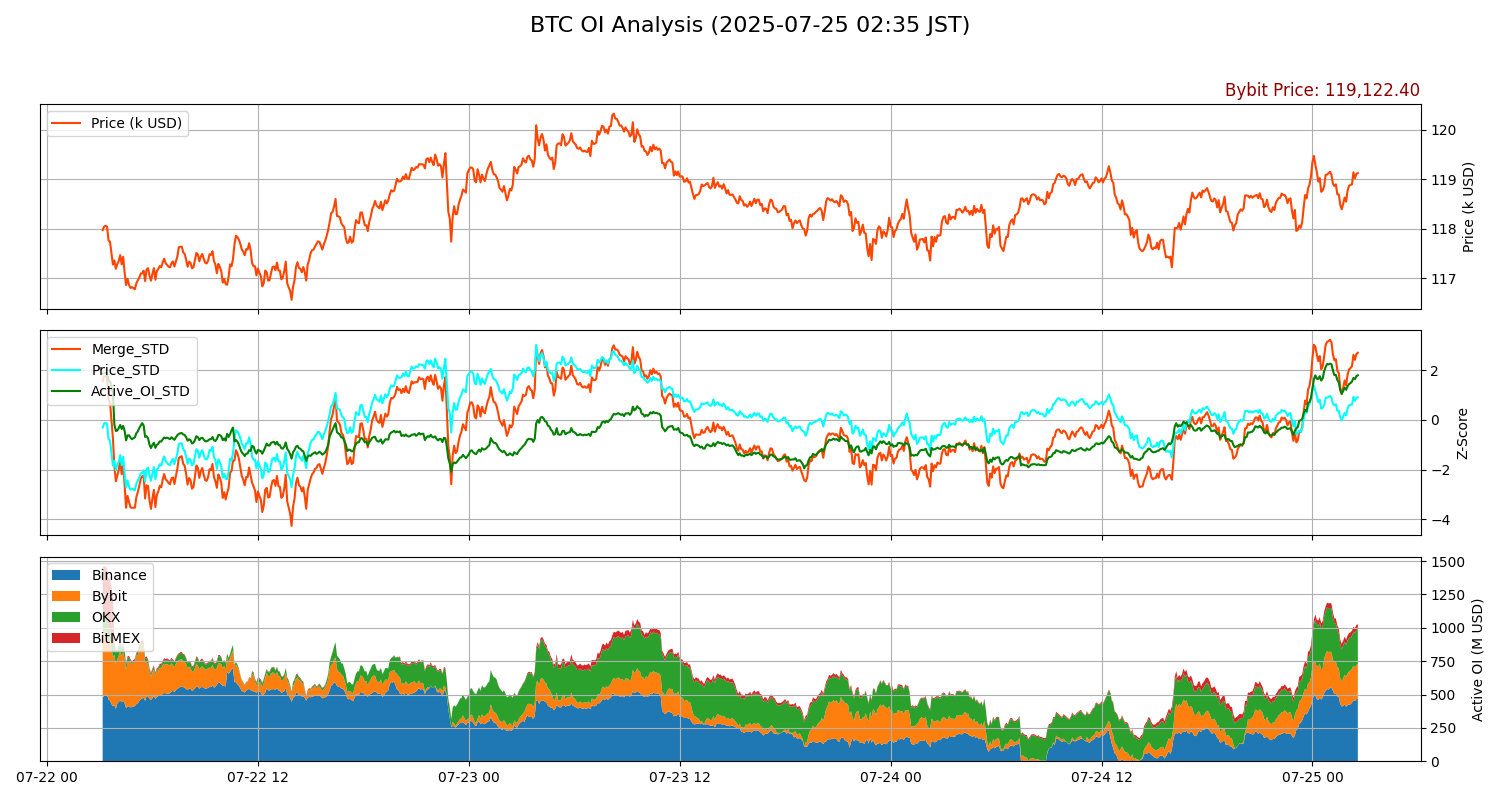 BTC OI Analysis (2025-07-25 02:35 JST)
Bybit Price: 119,122.40
Price (k USD)
120
119
118
117
Price (k USD)
Merge_STD
Price_STD
Active_OI_STD
2
0
−2
−4
Z-Score
Binance
Bybit
OKX
BitMEX
1500
1250
1000
750
500
250
0
Active OI (M USD)
07-22 00
07-22 12
07-23 00
07-23 12
07-24 00
07-24 12
07-25 00